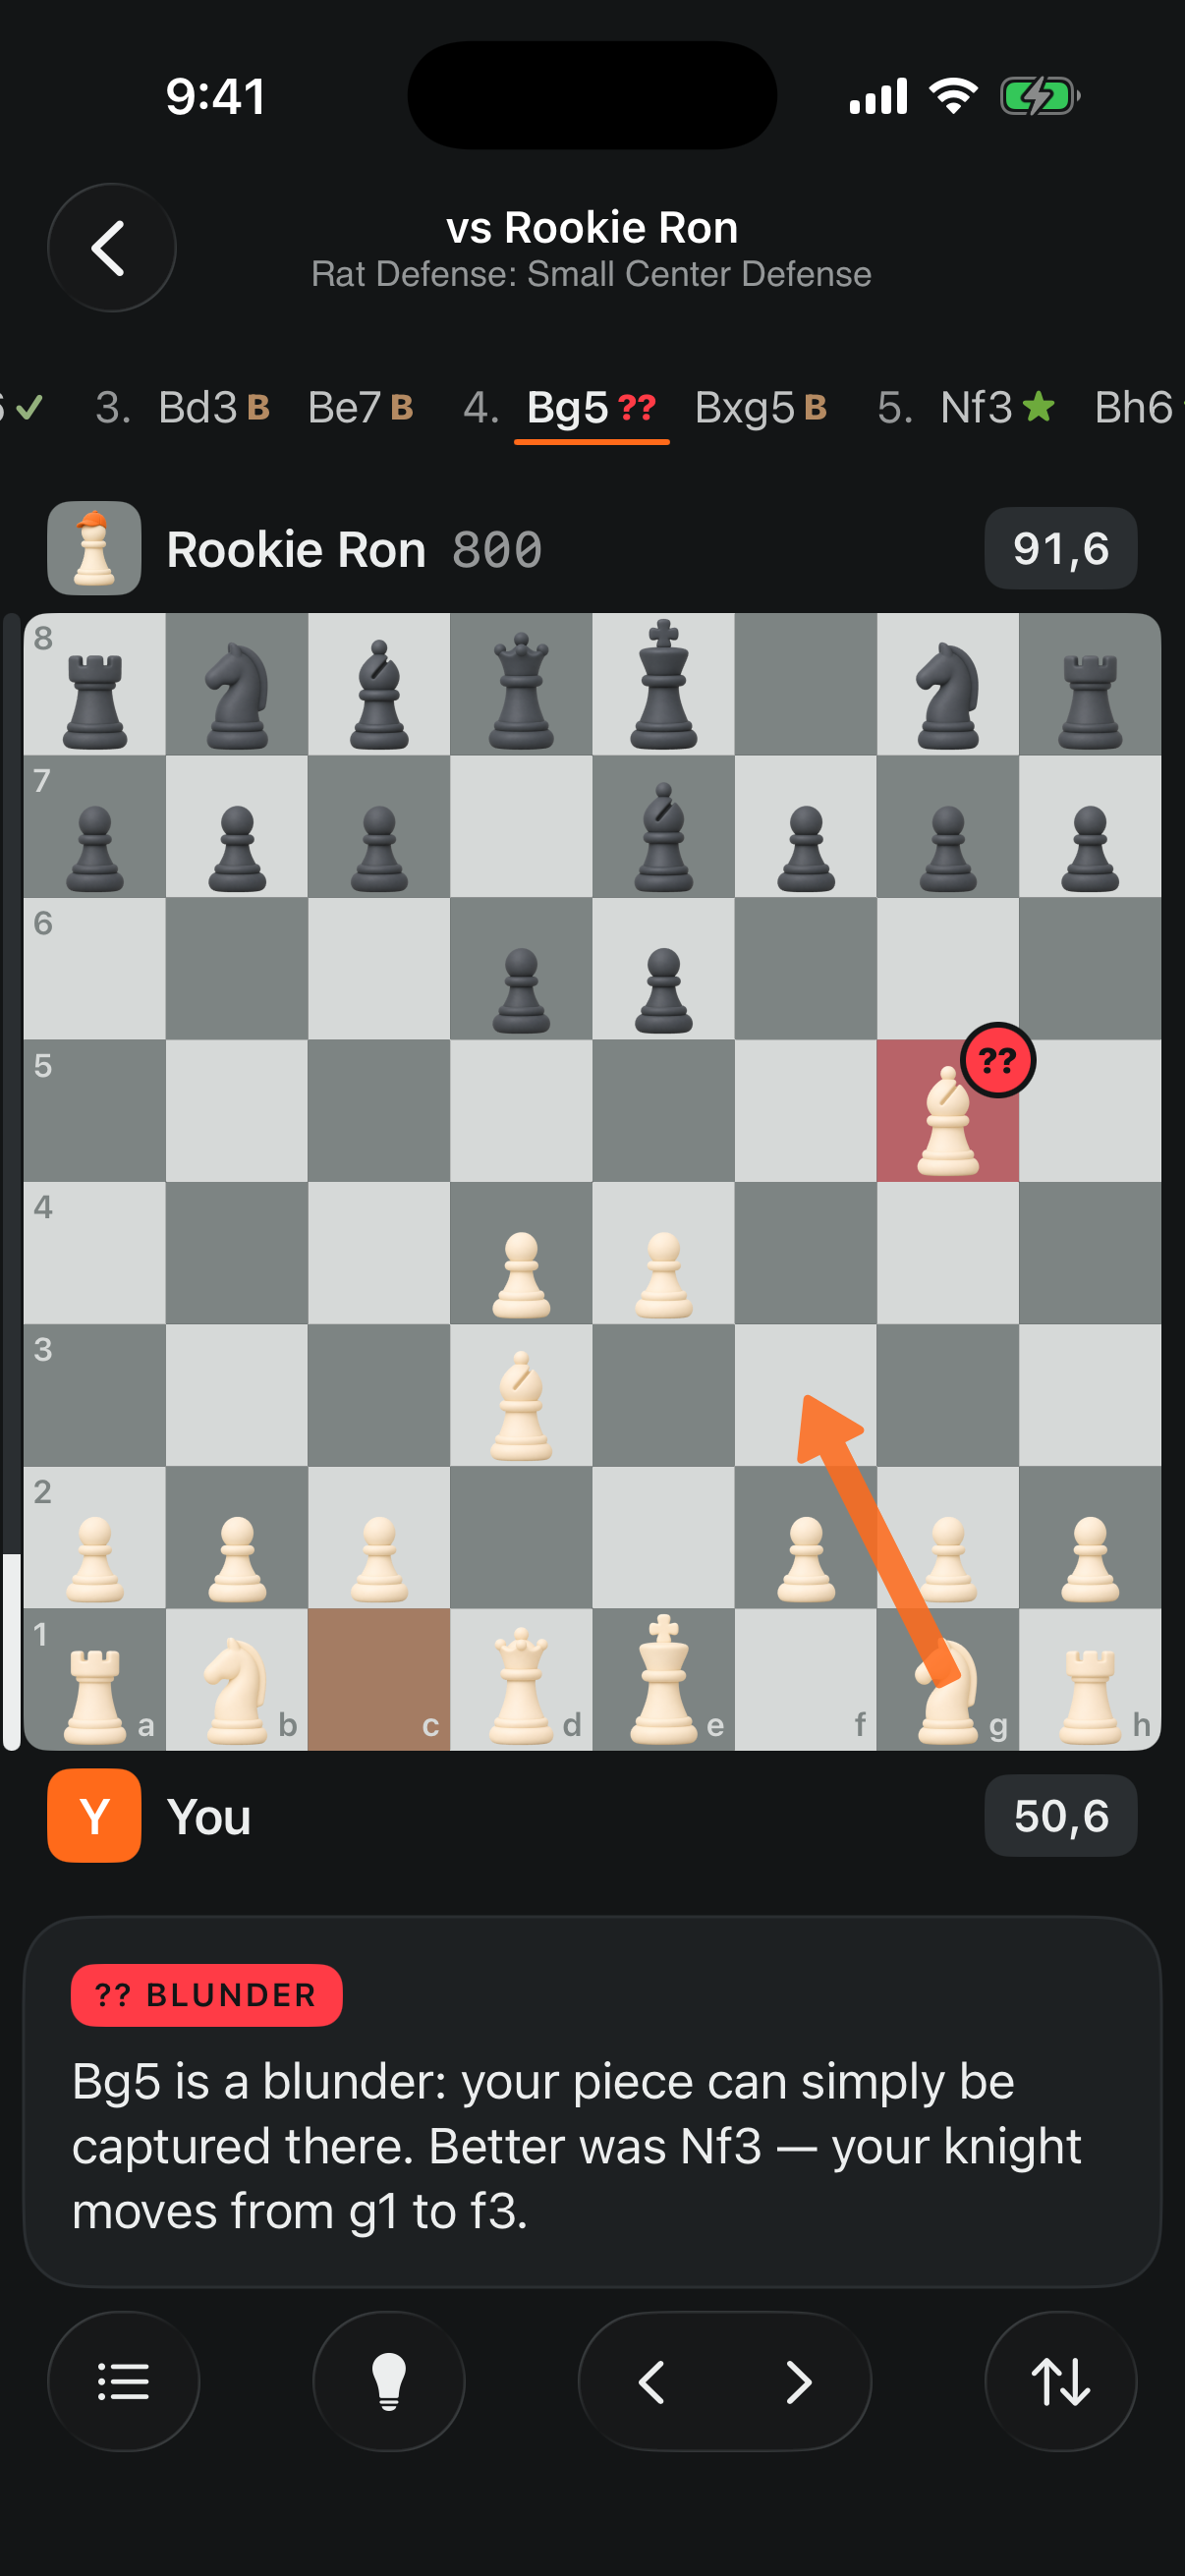 9:41
vs Rookie Ron
Rat Defense: Small Center Defense
3. Bd3 B Be7 B 4. Bg5 ?? Bxg5 B 5. Nf3 Bh6
Rookie Ron 800 91,6
8
7
6
5
??
4
3
2
1
a b c d e f g h
Y You 50,6
?? BLUNDER
Bg5 is a blunder: your piece can simply be
captured there. Better was Nf3 — your knight
moves from g1 to f3.